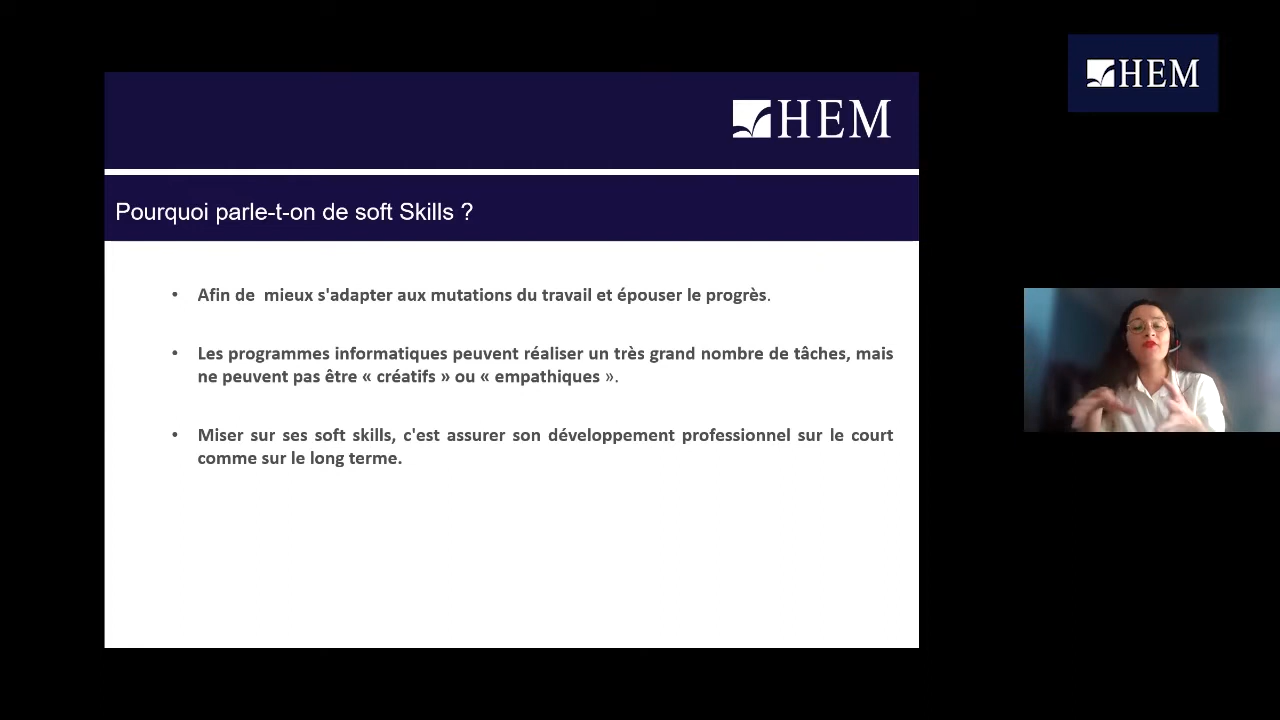 HEM
HEM
Pourquoi parle-t-on de soft Skills ?
• Afin de  mieux s'adapter aux mutations du travail et épouser le progrès.
• Les programmes informatiques peuvent réaliser un très grand nombre de tâches, mais
ne peuvent pas être « créatifs » ou « empathiques ».
• Miser sur ses soft skills, c'est assurer son développement professionnel sur le court
comme sur le long terme.